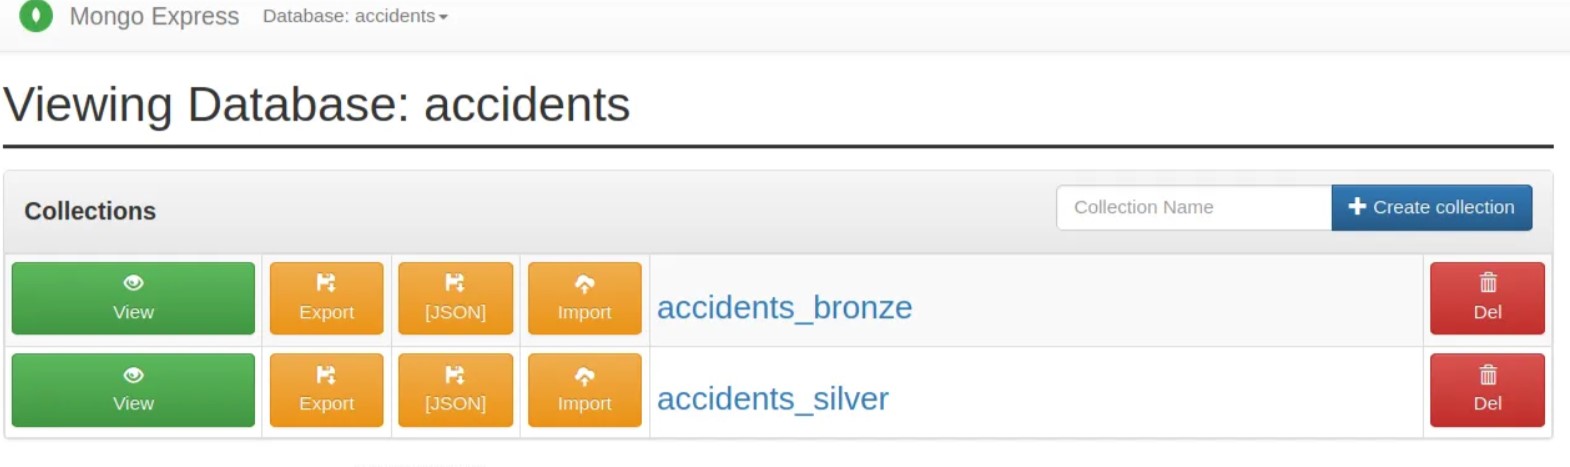 Mongo Express Database: accidents
Viewing Database: accidents
Collections Collection Name Create collection
View Export [JSON] Import accidents_bronze Del
View Export [JSON] Import accidents_silver Del